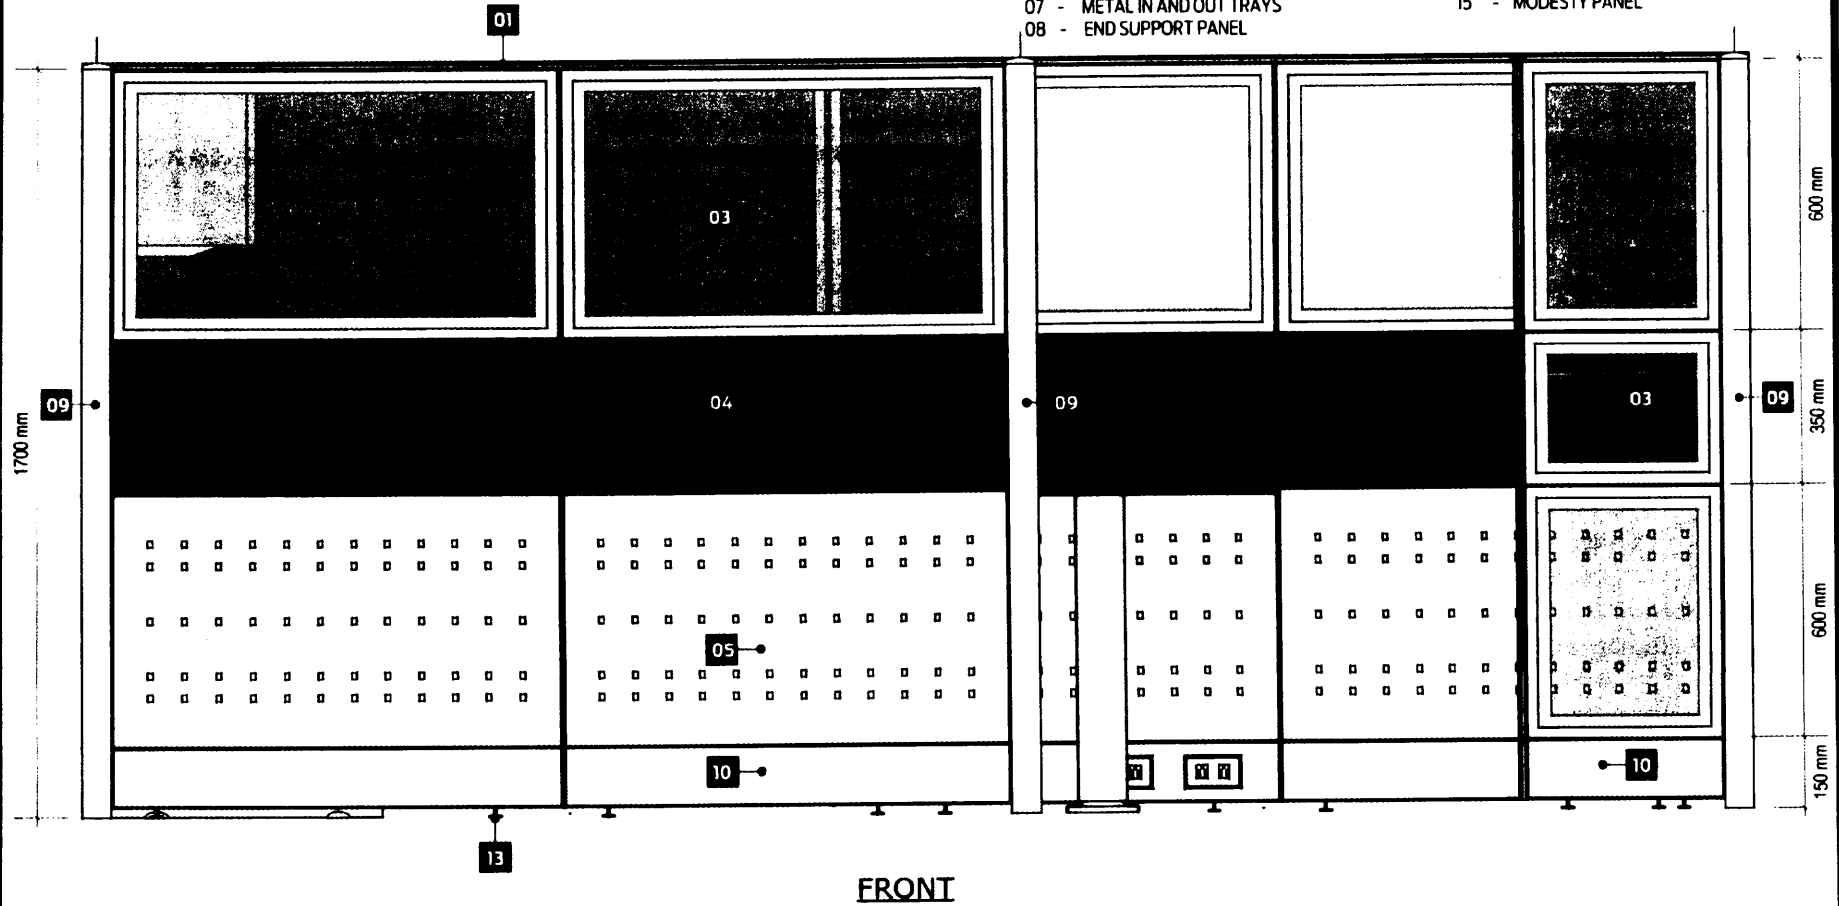 07 - METAL IN AND OUT TRAYS
15 - MODESTY PANEL
08 - END SUPPORT PANEL
01
600 mm
03
09
04
09
03
09
1700 mm
350 mm
05
600 mm
10
10
150 mm
13
FRONT